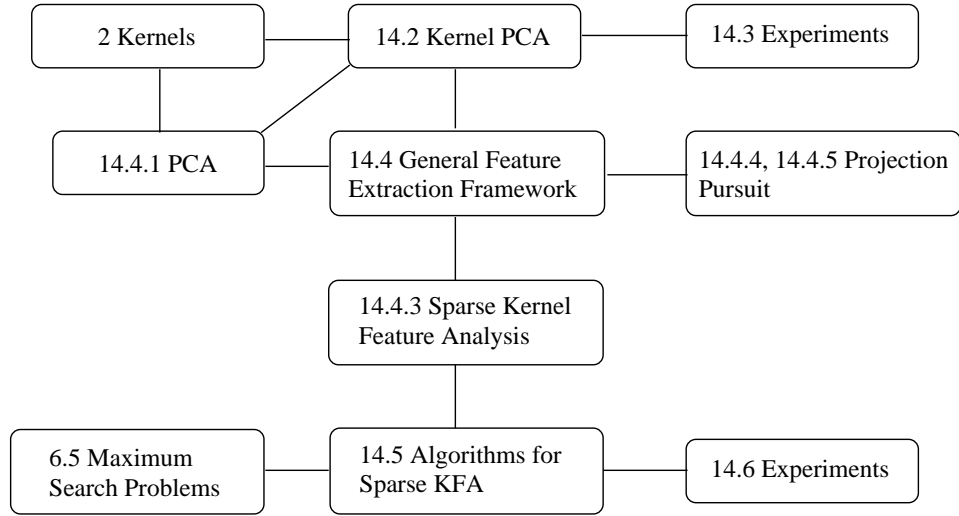 2 Kernels
14.2 Kernel PCA
14.3 Experiments
14.4.1 PCA
14.4 General Feature
Extraction Framework
14.4.4, 14.4.5 Projection
Pursuit
14.4.3 Sparse Kernel
Feature Analysis
6.5 Maximum
Search Problems
14.5 Algorithms for
Sparse KFA
14.6 Experiments